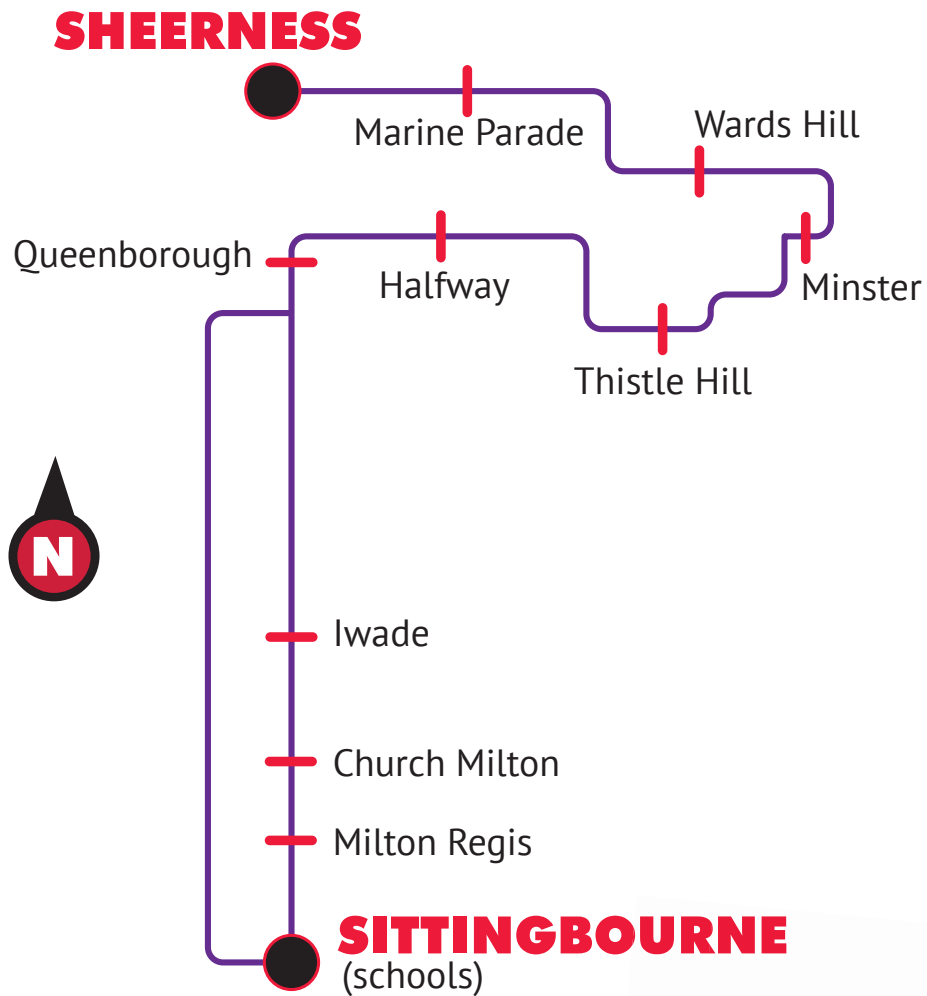 SHEERNESS
Marine Parade
Wards Hill
Queenborough
Halfway
Minster
Thistle Hill
N
Iwade
Church Milton
Milton Regis
SITTINGBOURNE
(schools)